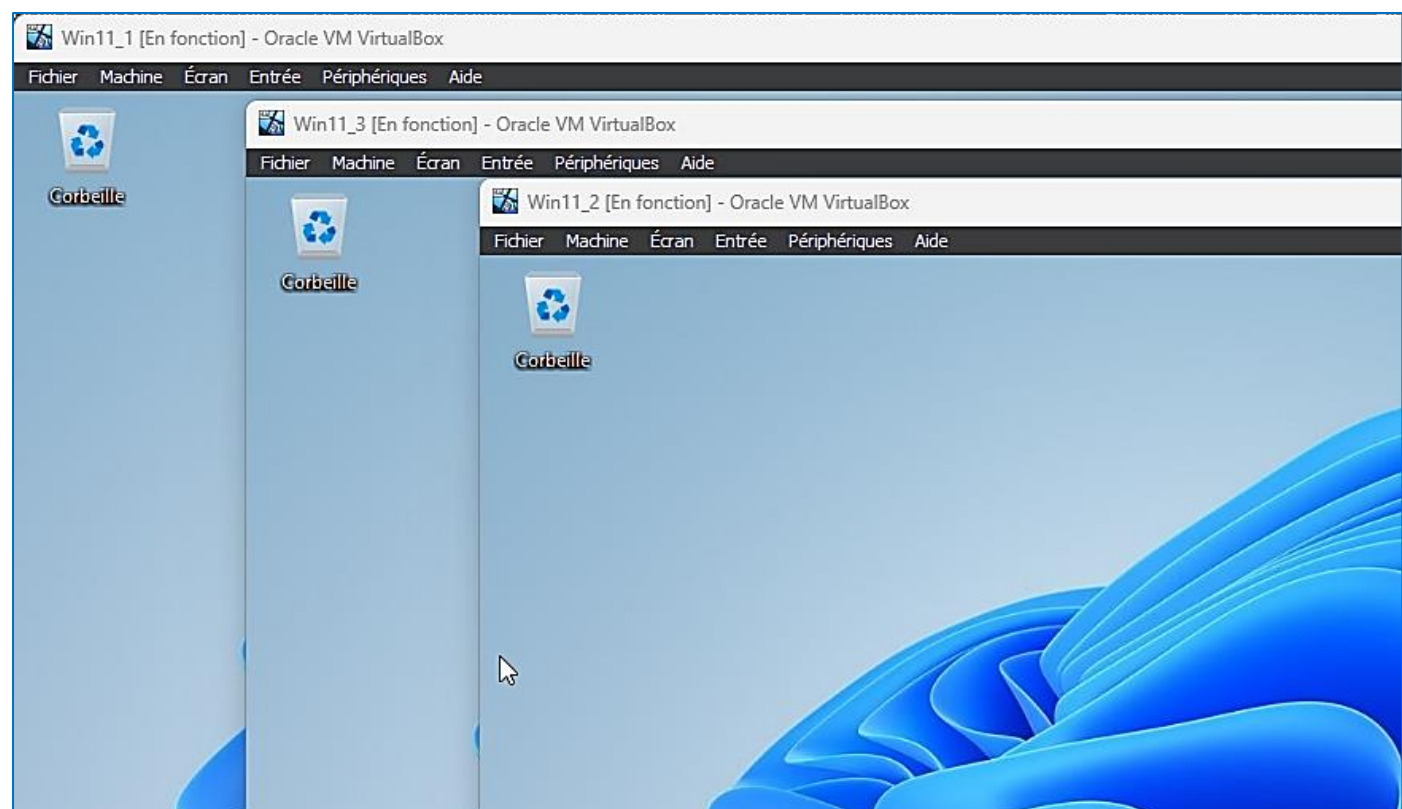 Win11_1 [En fonction] - Oracle VM VirtualBox
Fichier Machine Écran Entrée Périphériques Aide
Corbeille
Win11_3 [En fonction] - Oracle VM VirtualBox
Fichier Machine Écran Entrée Périphériques Aide
Corbeille
Win11_2 [En fonction] - Oracle VM VirtualBox
Fichier Machine Écran Entrée Périphériques Aide
Corbeille